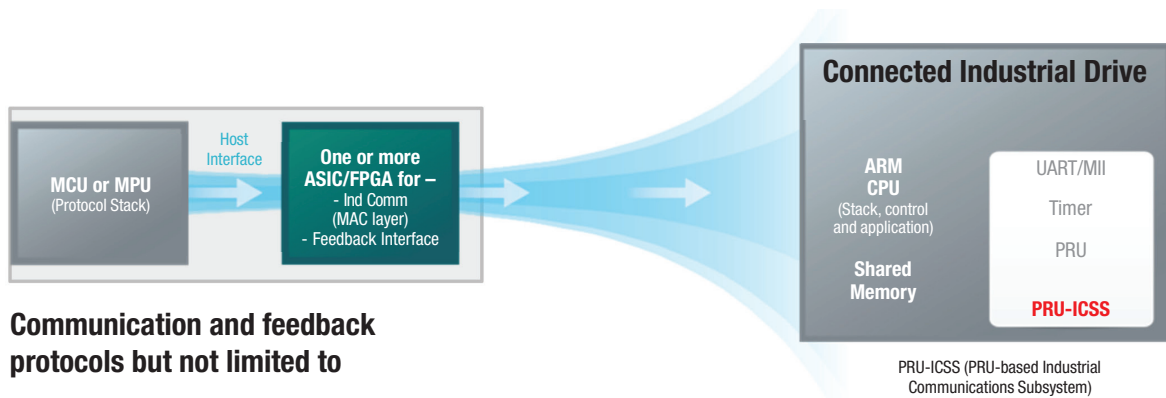 Connected Industrial Drive
Host
Interface
MCU or MPU
(Protocol Stack)
One or more
ASIC/FPGA for –
- Ind Comm
(MAC layer)
- Feedback Interface
ARM
CPU
(Stack, control
and application)
Shared
Memory
UART/MII
Timer
PRU
PRU-ICSS
Communication and feedback
protocols but not limited to
PRU-ICSS (PRU-based Industrial
Communications Subsystem)